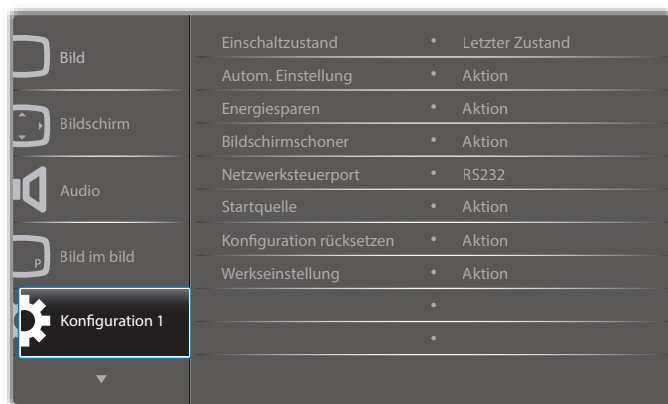 Bild
Bildschirm
Audio
P
Bild im bild
Konfiguration 1
Einschaltzustand • Letzter Zustand
Autom. Einstellung • Aktion
Energiesparen • Aktion
Bildschirmschoner • Aktion
Netzwerksteuerport • RS232
Startquelle • Aktion
Konfiguration rücksetzen • Aktion
Werkseinstellung • Aktion
•
•